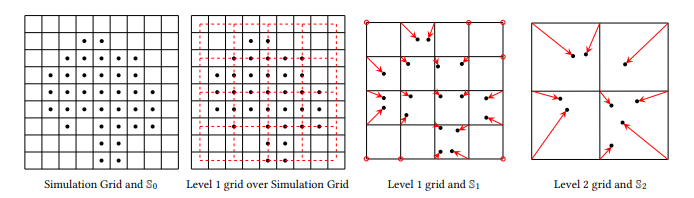 Simulation Grid and 𝕊₀
Level 1 grid over Simulation Grid
Level 1 grid and 𝕊₁
Level 2 grid and 𝕊₂